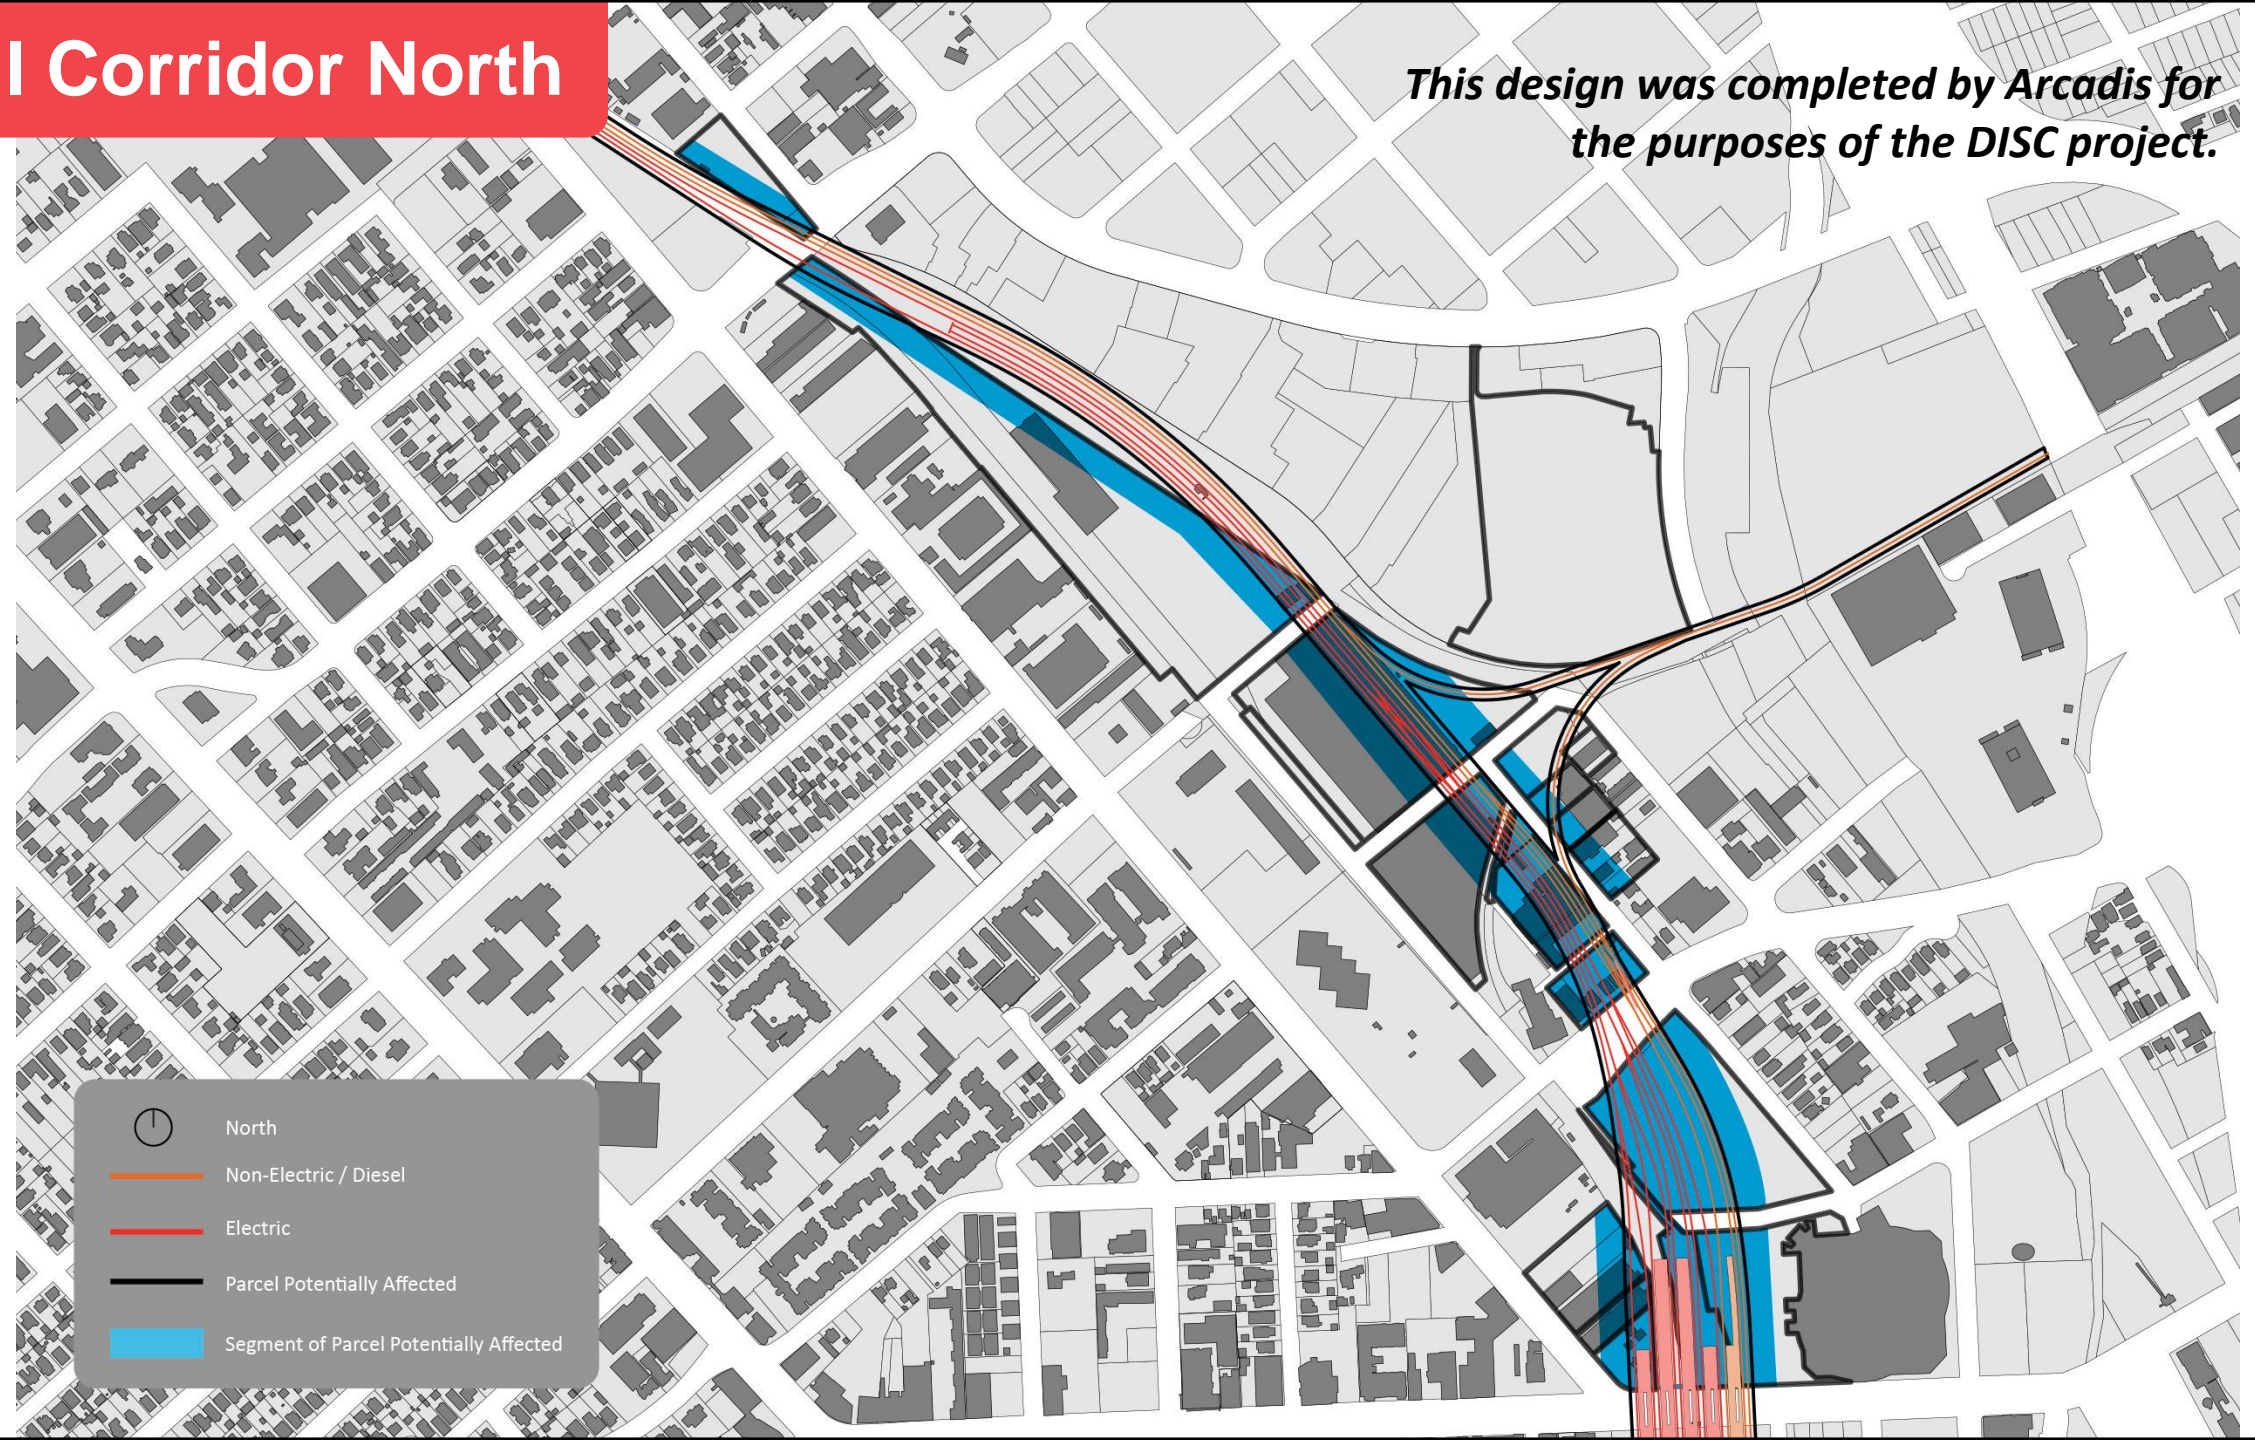 l Corridor North
This design was completed by Arcadis for
the purposes of the DISC project.
North
Non-Electric / Diesel
Electric
Parcel Potentially Affected
Segment of Parcel Potentially Affected